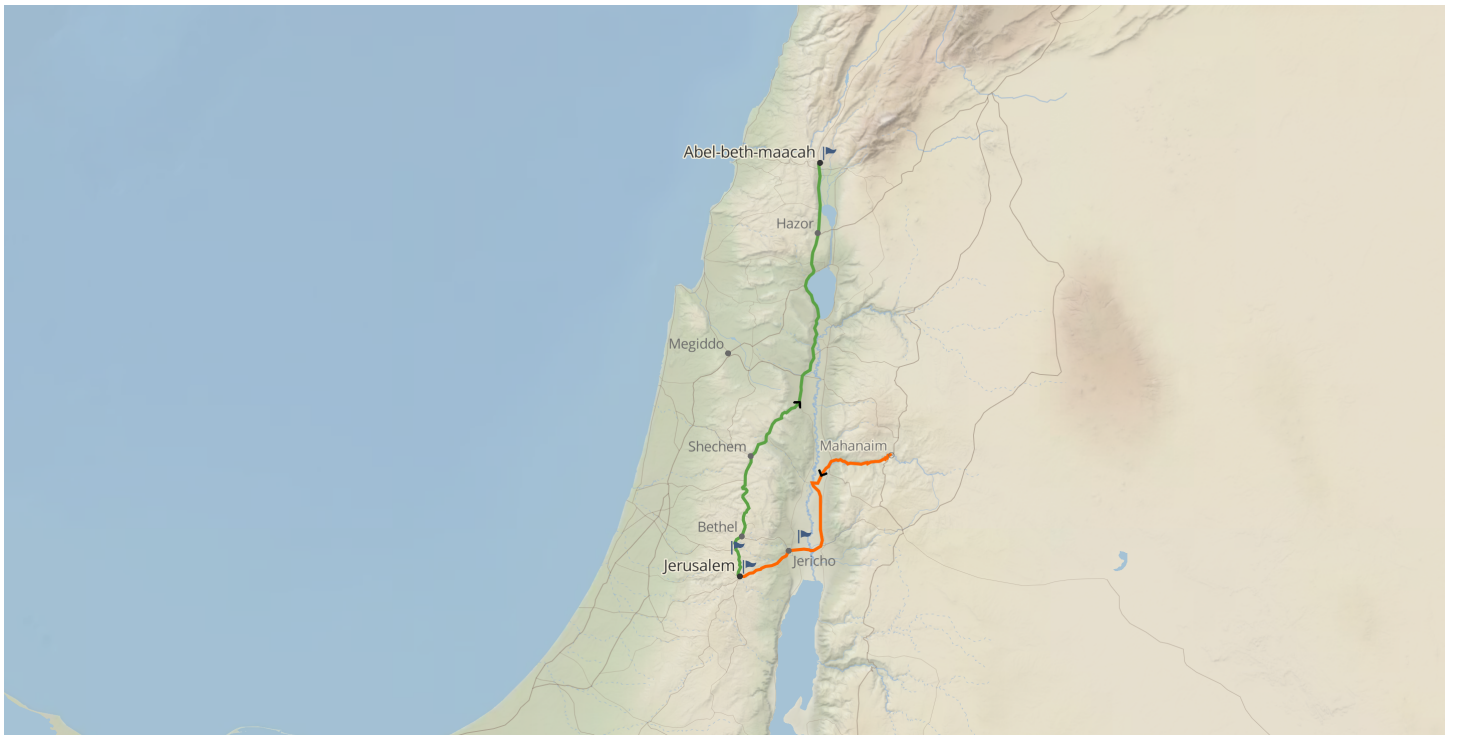 Abel-beth-maacah
Hazor
Megiddo
Mahanaim
Shechem
Bethel
Jericho
Jerusalem